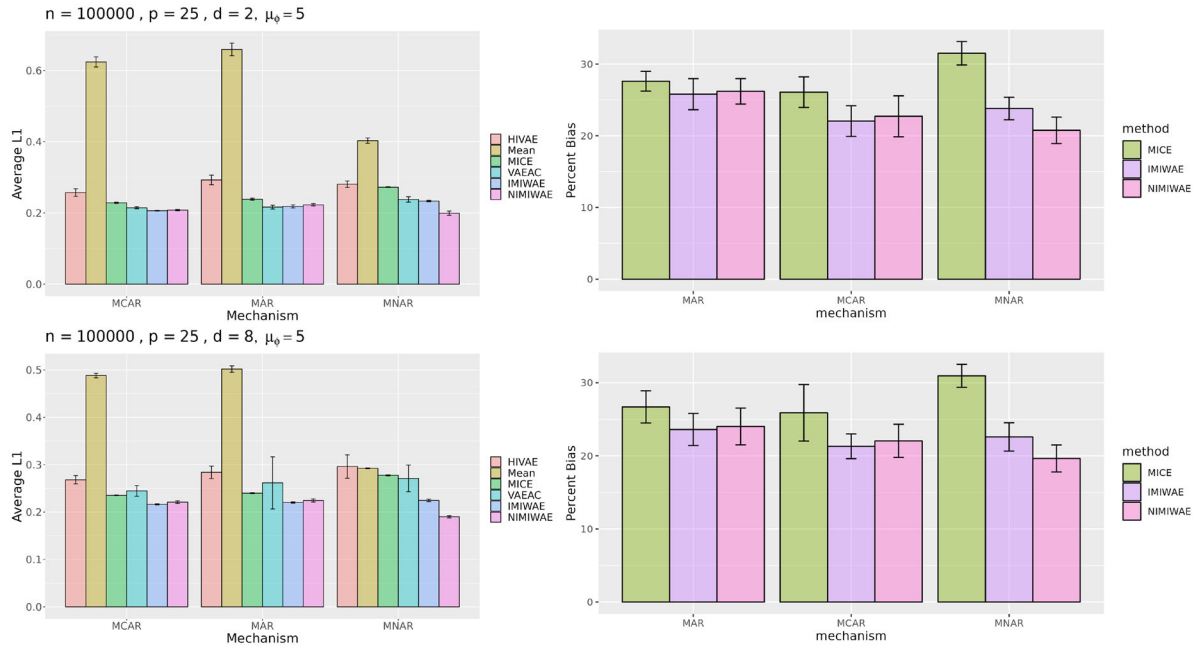 n = 100000 , p = 25 , d = 2, μϕ = 5
Average L1
0.6
0.4
0.2
0.0
MCAR
MAR
MNAR
Mechanism
HIVAE
Mean
MICE
VAEAC
IMIWAE
NIMIWAE
Percent Bias
30
20
10
0
MAR
MCAR
MNAR
mechanism
method
MICE
IMIWAE
NIMIWAE
n = 100000 , p = 25 , d = 8, μϕ = 5
Average L1
0.5
0.4
0.3
0.2
0.1
0.0
MCAR
MAR
MNAR
Mechanism
HIVAE
Mean
MICE
VAEAC
IMIWAE
NIMIWAE
Percent Bias
30
20
10
0
MAR
MCAR
MNAR
mechanism
method
MICE
IMIWAE
NIMIWAE